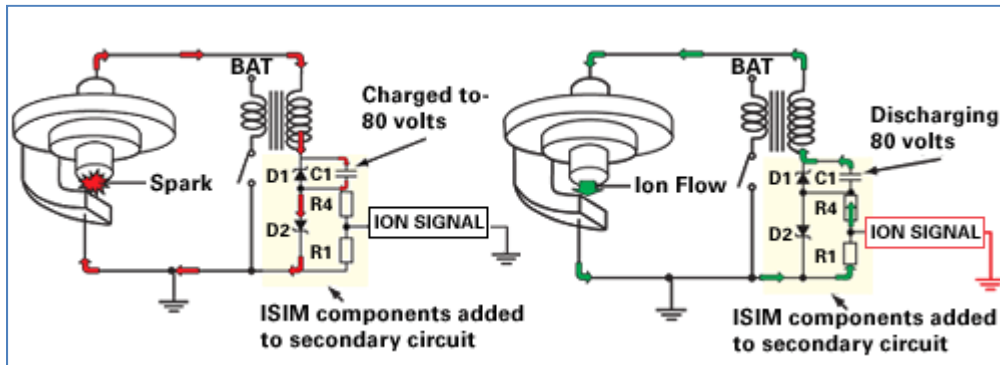 BAT
Charged to-
80 volts
Spark
D1
C1
R4
D2
R1
ION SIGNAL
ISIM components added
to secondary circuit
BAT
Discharging
80 volts
Ion Flow
D1
C1
R4
D2
R1
ION SIGNAL
ISIM components added
to secondary circuit